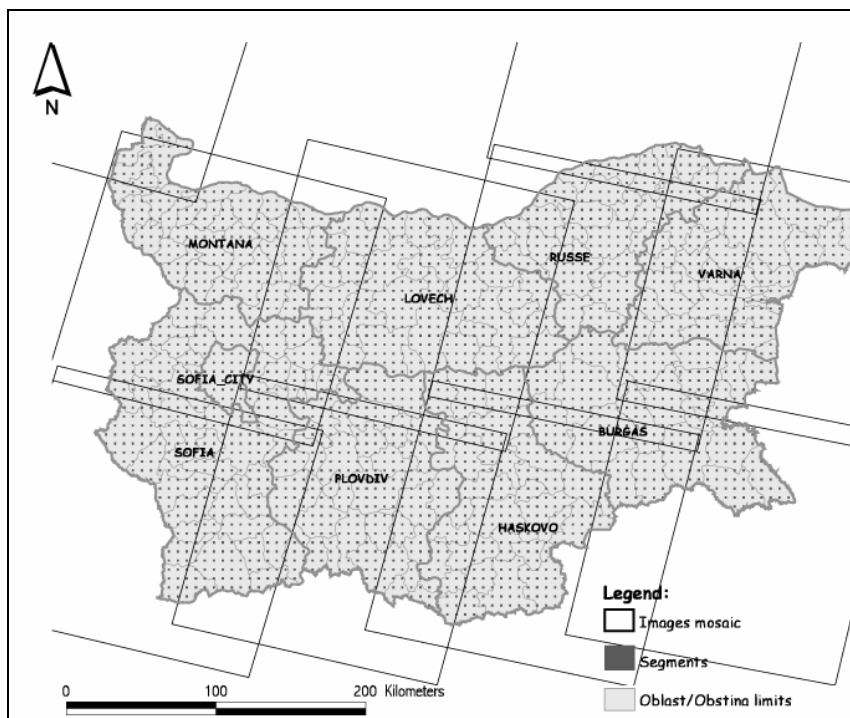 N
MONTANA
RUSSE
VARNA
LOVECH
SOFIA_CITY
BURGAS
SOFIA
PLOVDIV
HASKOVO
Legend:
Images mosaic
Segments
Oblast/Obstina limits
0 100 200 Kilometers